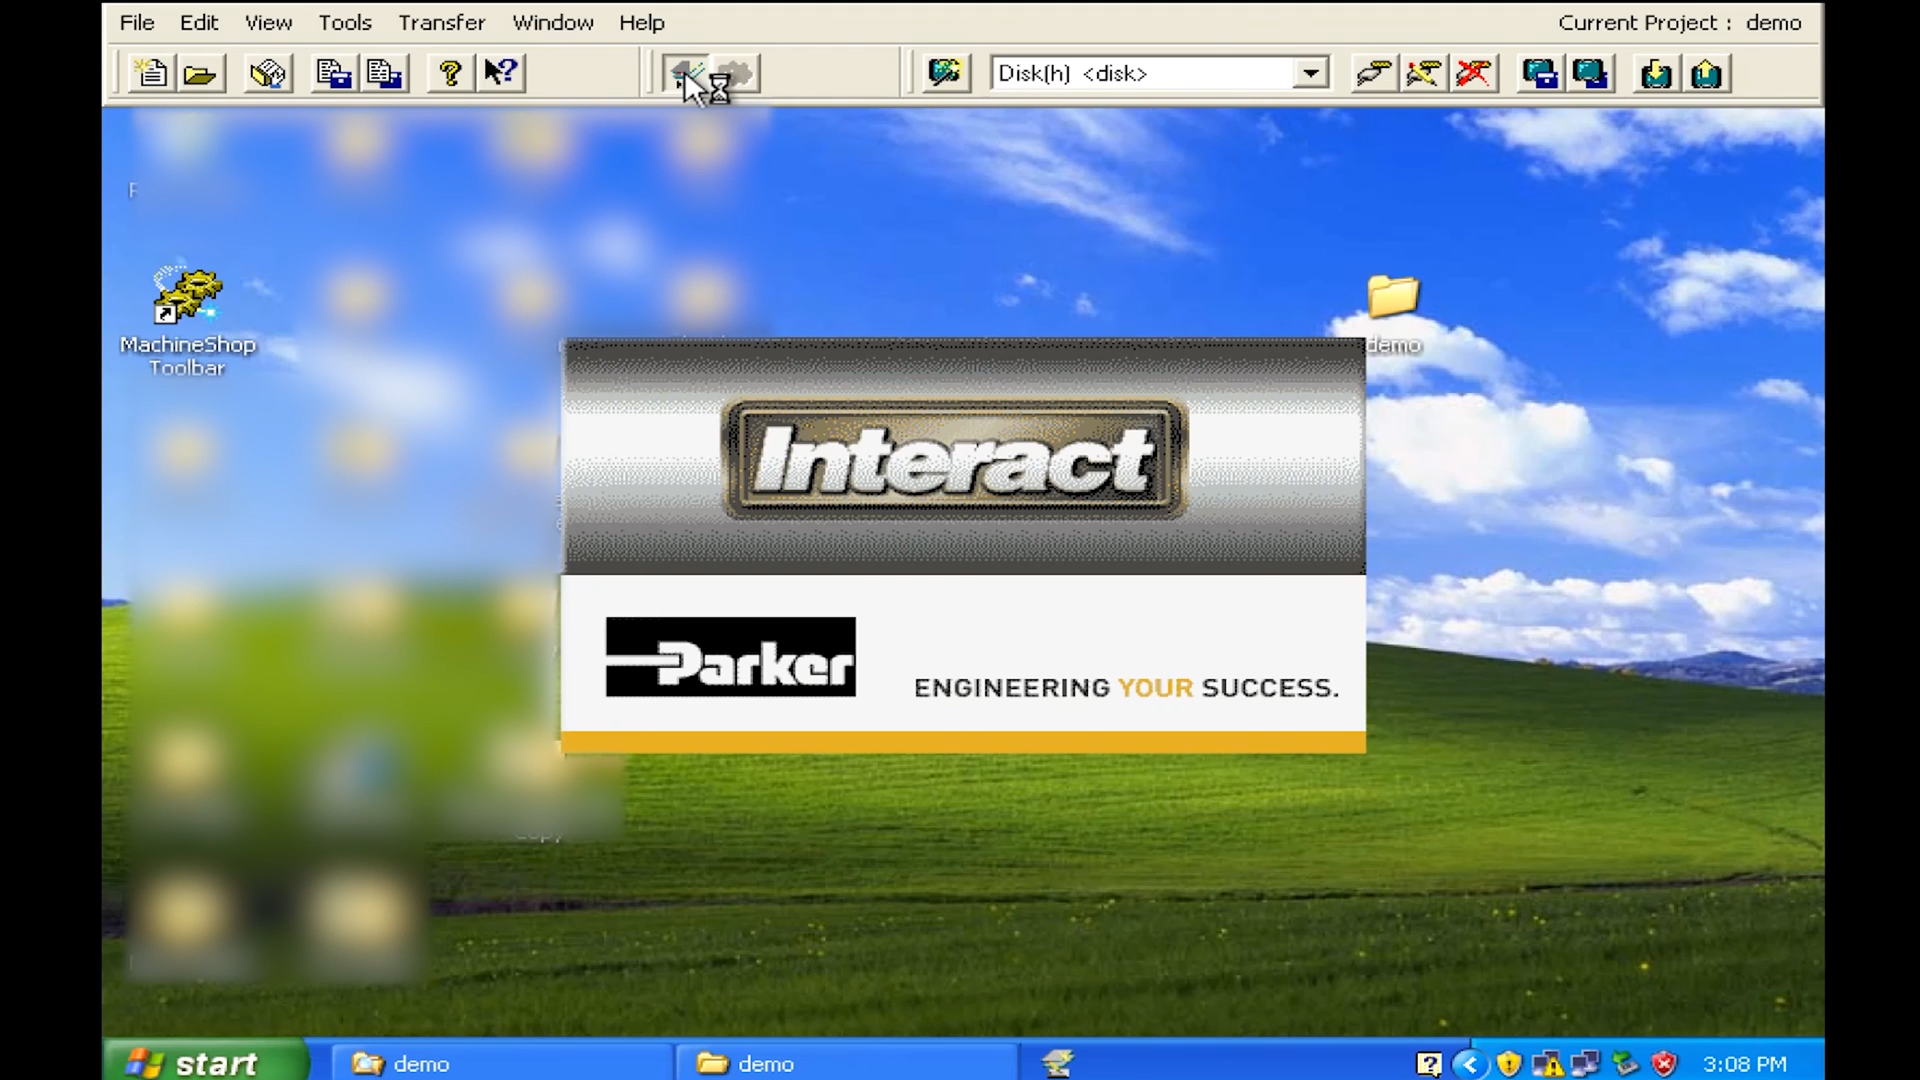 File Edit View Tools Transfer Window Help Current Project : demo
Disk(h) <disk>
MachineShop
Toolbar
demo
Interact
Parker
ENGINEERING YOUR SUCCESS.
start demo demo 3:08 PM